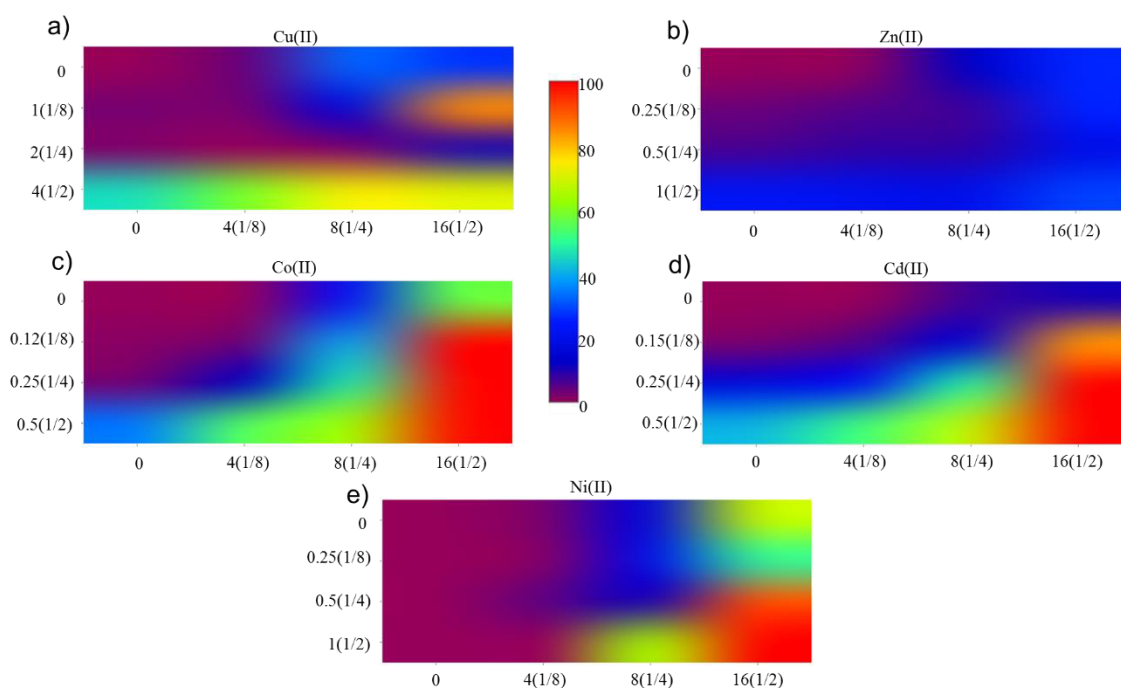 a)
Cu(II)
0
1(1/8)
2(1/4)
4(1/2)
0 4(1/8) 8(1/4) 16(1/2)
b)
Zn(II)
0
0.25(1/8)
0.5(1/4)
1(1/2)
0 4(1/8) 8(1/4) 16(1/2)
100
80
60
40
20
0
c)
Co(II)
0
0.12(1/8)
0.25(1/4)
0.5(1/2)
0 4(1/8) 8(1/4) 16(1/2)
d)
Cd(II)
0
0.15(1/8)
0.25(1/4)
0.5(1/2)
0 4(1/8) 8(1/4) 16(1/2)
e)
Ni(II)
0
0.25(1/8)
0.5(1/4)
1(1/2)
0 4(1/8) 8(1/4) 16(1/2)